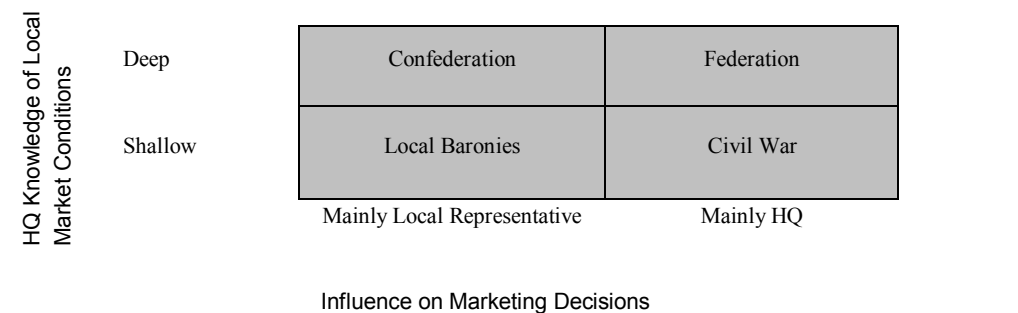 HQ Knowledge of Local
Market Conditions
Deep
Confederation
Federation
Shallow
Local Baronies
Civil War
Mainly Local Representative
Mainly HQ
Influence on Marketing Decisions